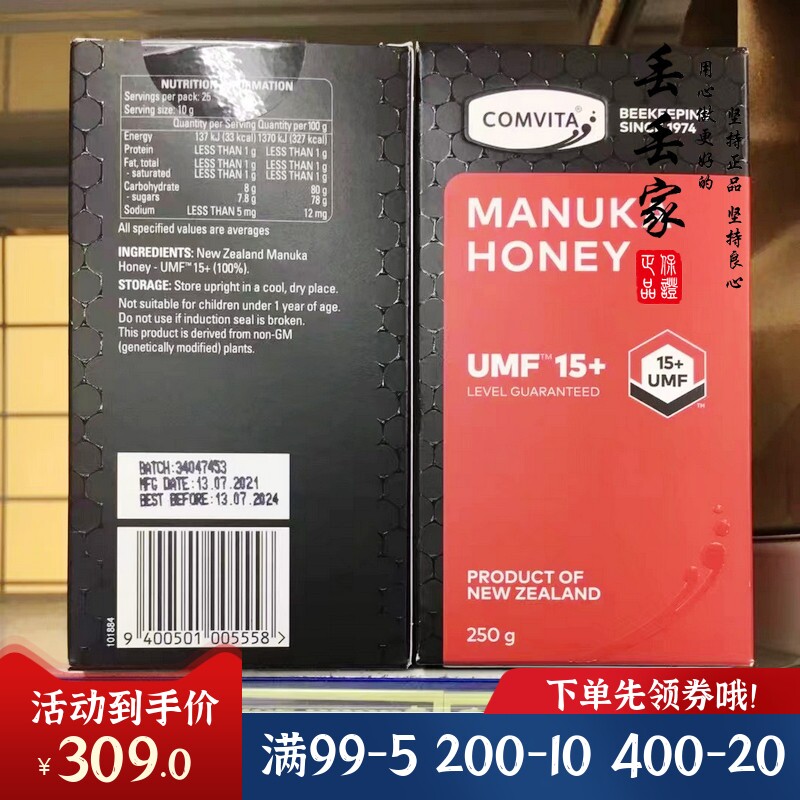 NUTRITION INFORMATION
Servings per pack: 25
Serving size: 10 g
Quantity per Serving Quantity per 100 g
Energy 137 kJ (33 kcal) 1370 kJ (327 kcal)
Protein LESS THAN 1 g LESS THAN 1 g
Fat, total LESS THAN 1 g LESS THAN 1 g
- saturated LESS THAN 1 g LESS THAN 1 g
Carbohydrate 8 g 80 g
- sugars 7.8 g 78 g
Sodium LESS THAN 5 mg 12 mg
All specified values are averages
INGREDIENTS: New Zealand Manuka
Honey - UMF™ 15+ (100%).
STORAGE: Store upright in a cool, dry place.
Not suitable for children under 1 year of age.
Do not use if induction seal is broken.
This product is derived from non-GM
(genetically modified) plants.
BATCH:34047453
MFG DATE:13.07.2021
BEST BEFORE:13.07.2024
101884
9 400501 005558 >
COMVITA®
BEEKEEPING
SINCE 1974
MANUKA
HONEY
UMF™ 15+
LEVEL GUARANTEED
15+
UMF
TM
PRODUCT OF
NEW ZEALAND
250 g
丢丢家
用心做更好的
坚持正品 坚持良心
保證
正品
活动到手价
¥309.0
下单先领券哦!
满99-5 200-10 400-20